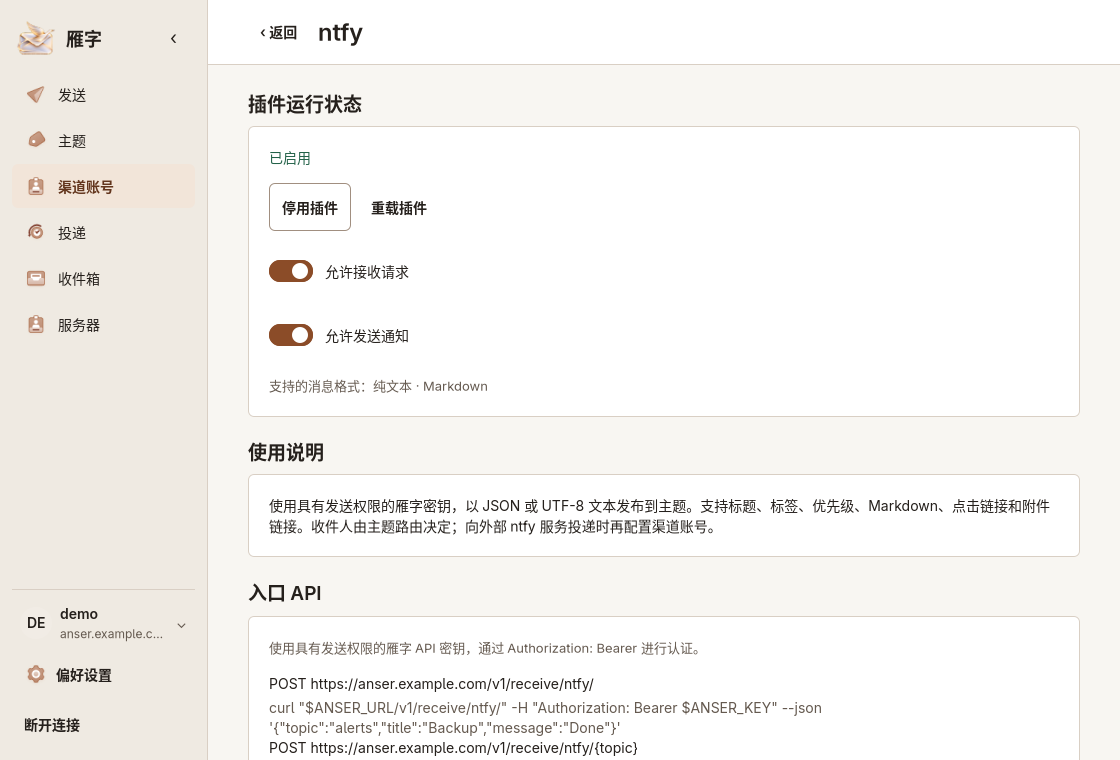 雁字
发送
主题
渠道账号
投递
收件箱
服务器
DE
demo
anser.example.c...
偏好设置
断开连接
‹ 返回
ntfy
插件运行状态
已启用
停用插件
重载插件
允许接收请求
允许发送通知
支持的消息格式：纯文本 · Markdown
使用说明
使用具有发送权限的雁字密钥，以 JSON 或 UTF-8 文本发布到主题。支持标题、标签、优先级、Markdown、点击链接和附件
链接。收件人由主题路由决定；向外部 ntfy 服务投递时再配置渠道账号。
入口 API
使用具有发送权限的雁字 API 密钥，通过 Authorization: Bearer 进行认证。
POST https://anser.example.com/v1/receive/ntfy/
curl "$ANSER_URL/v1/receive/ntfy/" -H "Authorization: Bearer $ANSER_KEY" --json
'{"topic":"alerts","title":"Backup","message":"Done"}'
POST https://anser.example.com/v1/receive/ntfy/{topic}